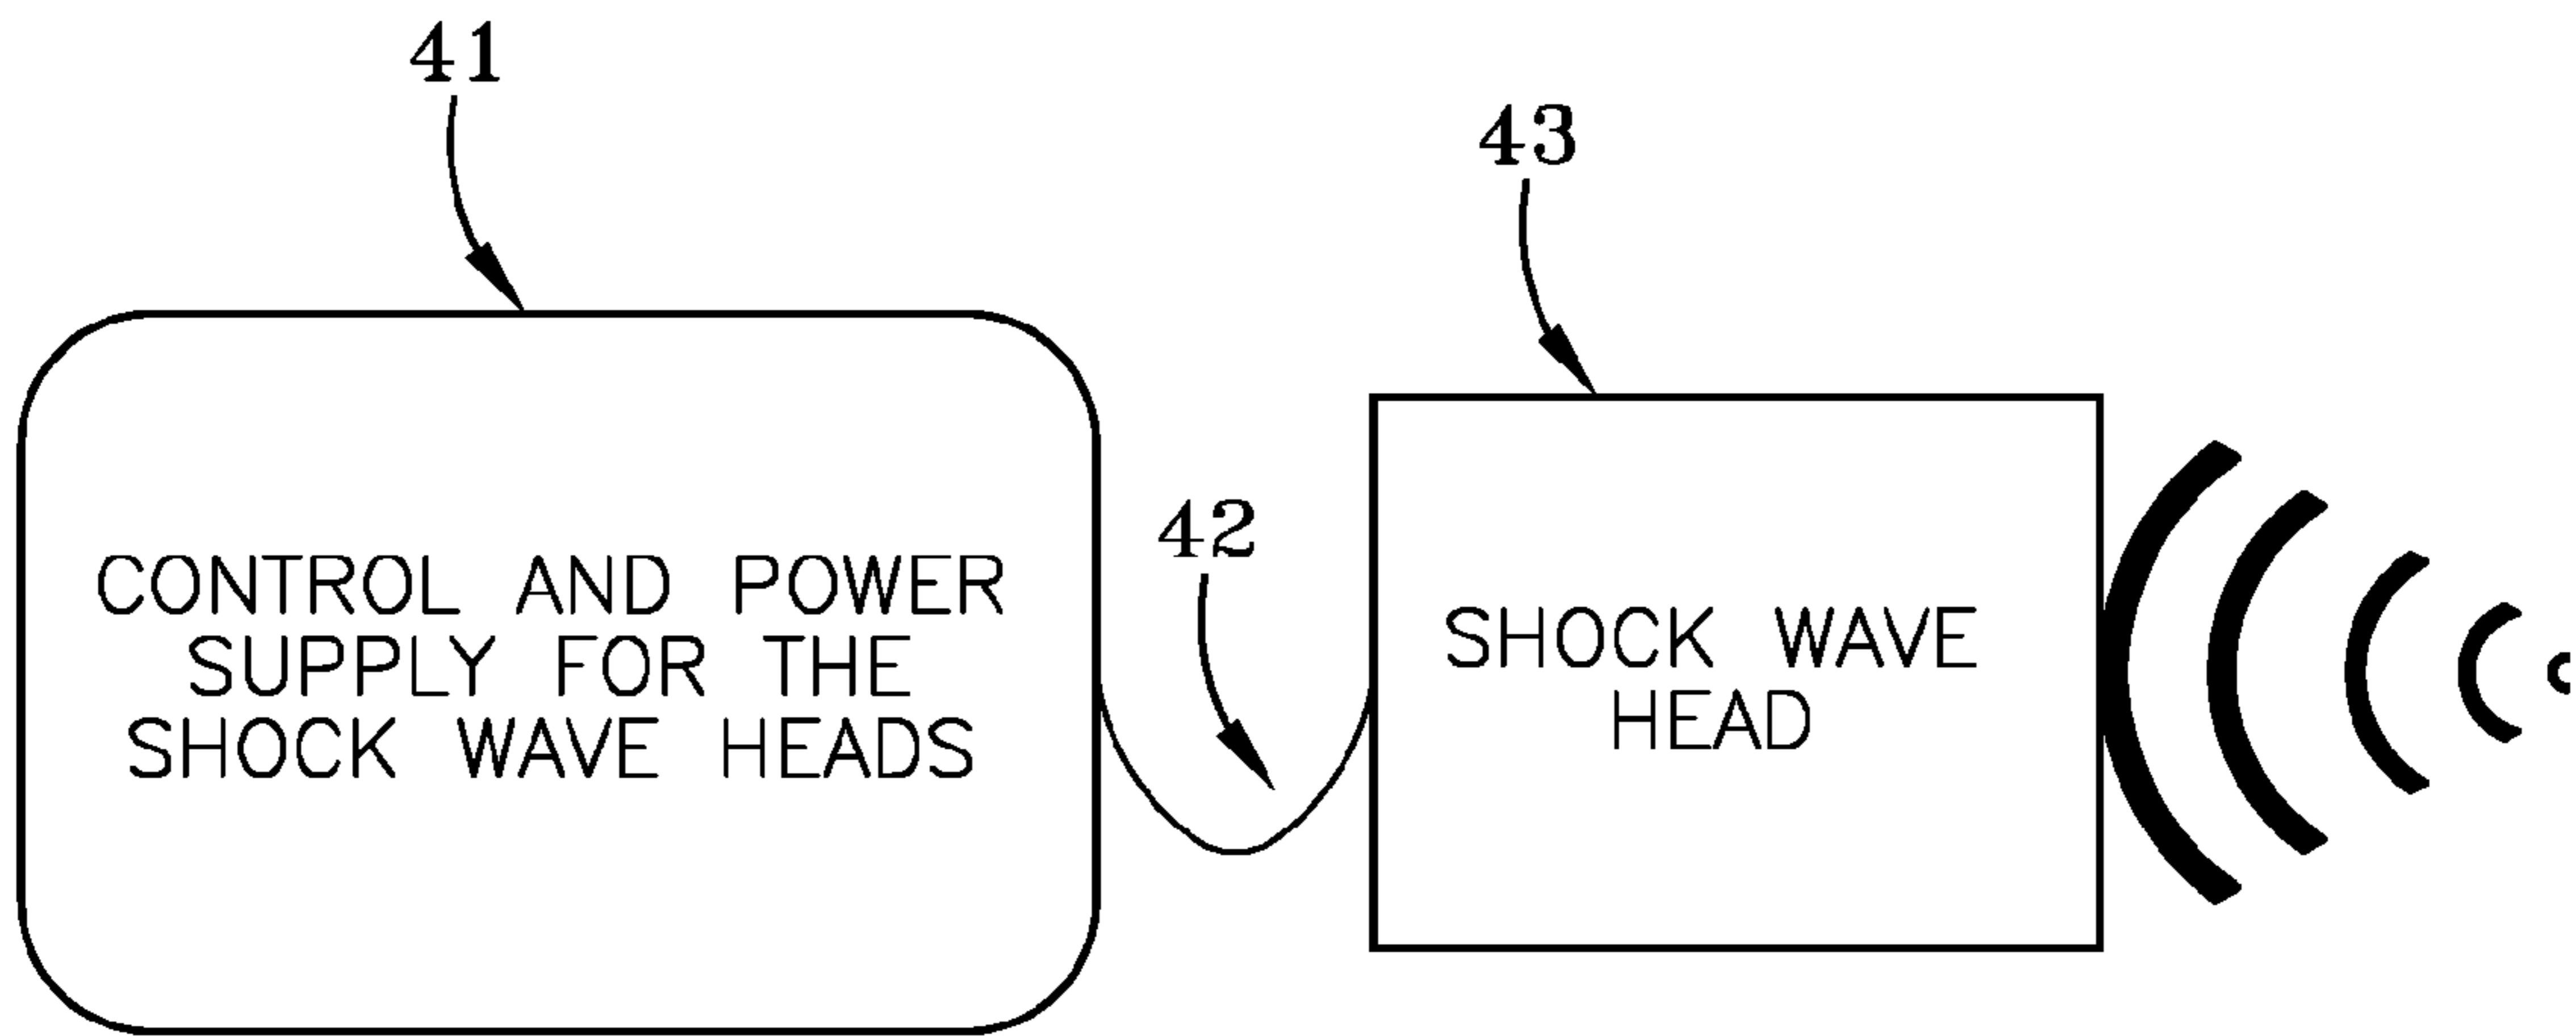 41
43
42
CONTROL AND POWER
SUPPLY FOR THE
SHOCK WAVE HEADS
SHOCK WAVE
HEAD